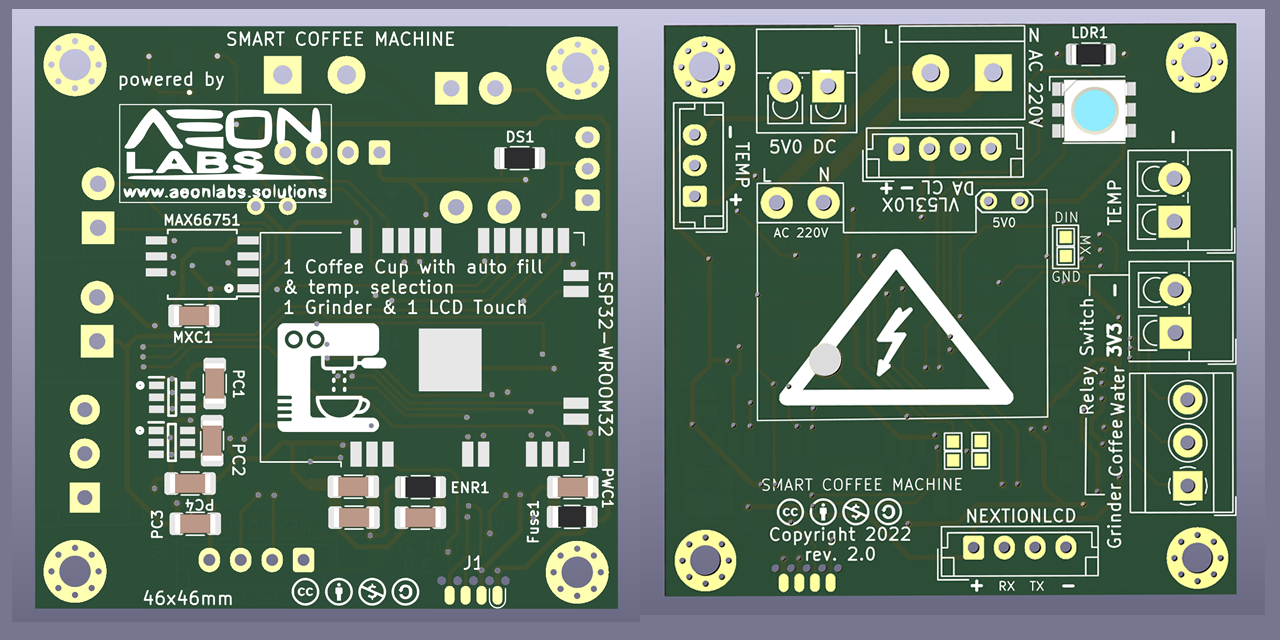 SMART COFFEE MACHINE
powered by
AEON
LABS
www.aeonlabs.solutions
DS1
MAX66751
1 Coffee Cup with auto fill
& temp. selection
1 Grinder & 1 LCD Touch
ESP32-WROOM32
MXC1
PC1
PC2
PC4
PC3
ENR1
PWC1
Fuse1
J1
cc
46x46mm
L
N
LDR1
AC 220V
5V0 DC
- TEMP +
+ - DA CL
VL53L0X
L N
AC 220V
5V0
DIN
MX
GND
- TEMP
- 3V3
Relay Switch
Grinder Coffee Water
SMART COFFEE MACHINE
cc
Copyright 2022
rev. 2.0
NEXTIONLCD
+ RX TX -